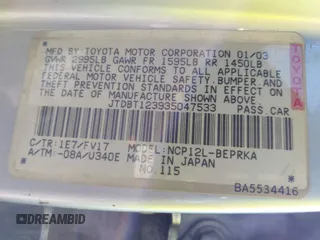 MFD BY TOYOTA MOTOR CORPORATION 01/03
GVWR 2995LB GAWR FR 1595LB RR 1450LB
THIS VEHICLE CONFORMS TO ALL APPLICABLE
FEDERAL MOTOR VEHICLE SAFETY, BUMPER,
AND THEFT PREVENTION STANDARDS IN EFFECT
ON THE DATE OF MANUFACTURE SHOWN ABOVE.
JTDBT123935047533 PASS.CAR
TOYOTA
C/TR:1E7/FV17 MODEL:NCP12L-BEPRKA
A/TM:-08A/U340E MADE IN JAPAN
NO.115
BA5534416
DREAMBID